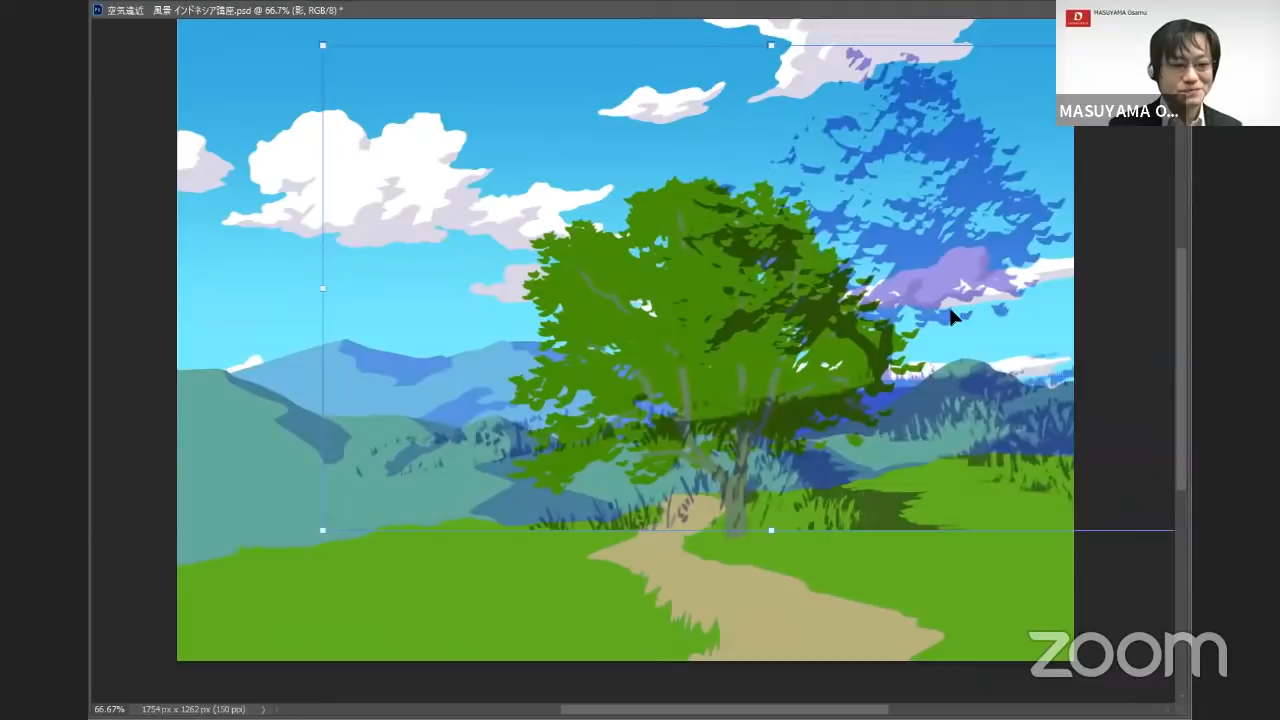 空気遠近　風景 インドネシア講座.psd @ 66.7% (影, RGB/8) *
D
MASUYAMA Osamu
MASUYAMA O...
zoom
66.67%
1754 px x 1262 px (150 ppi)